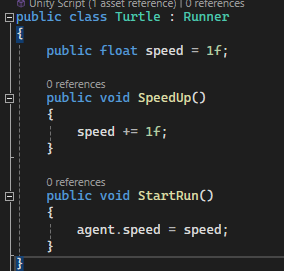 Unity Script (1 asset reference) | 0 references
public class Turtle : Runner
{
public float speed = 1f;
0 references
public void SpeedUp()
{
speed += 1f;
}
0 references
public void StartRun()
{
agent.speed = speed;
}
}